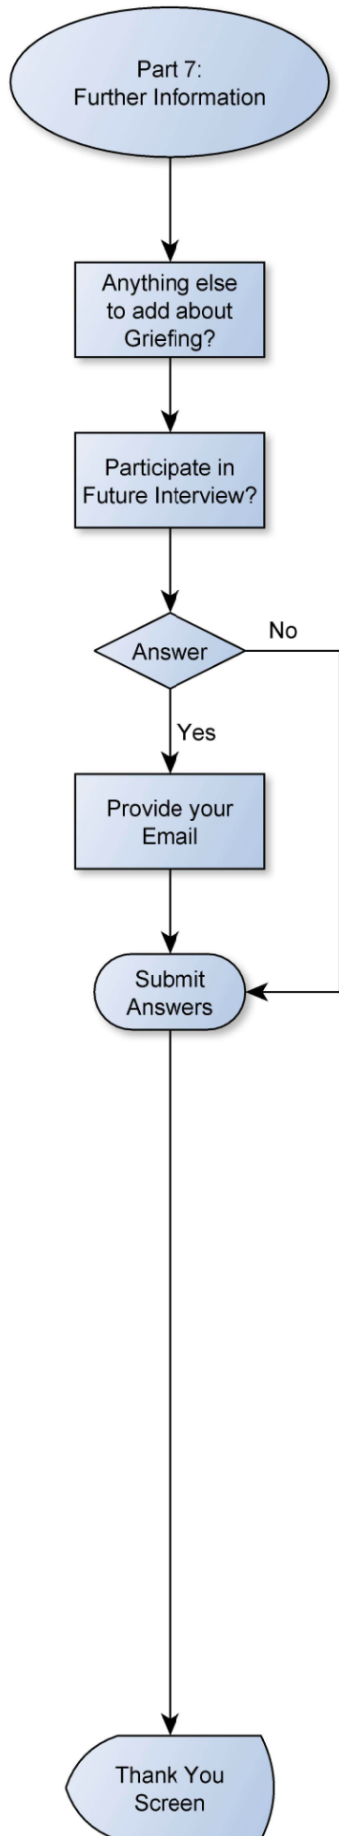 Part 7:
Further Information
Anything else
to add about
Griefing?
Participate in
Future Interview?
Answer
No
Yes
Provide your
Email
Submit
Answers
Thank You
Screen